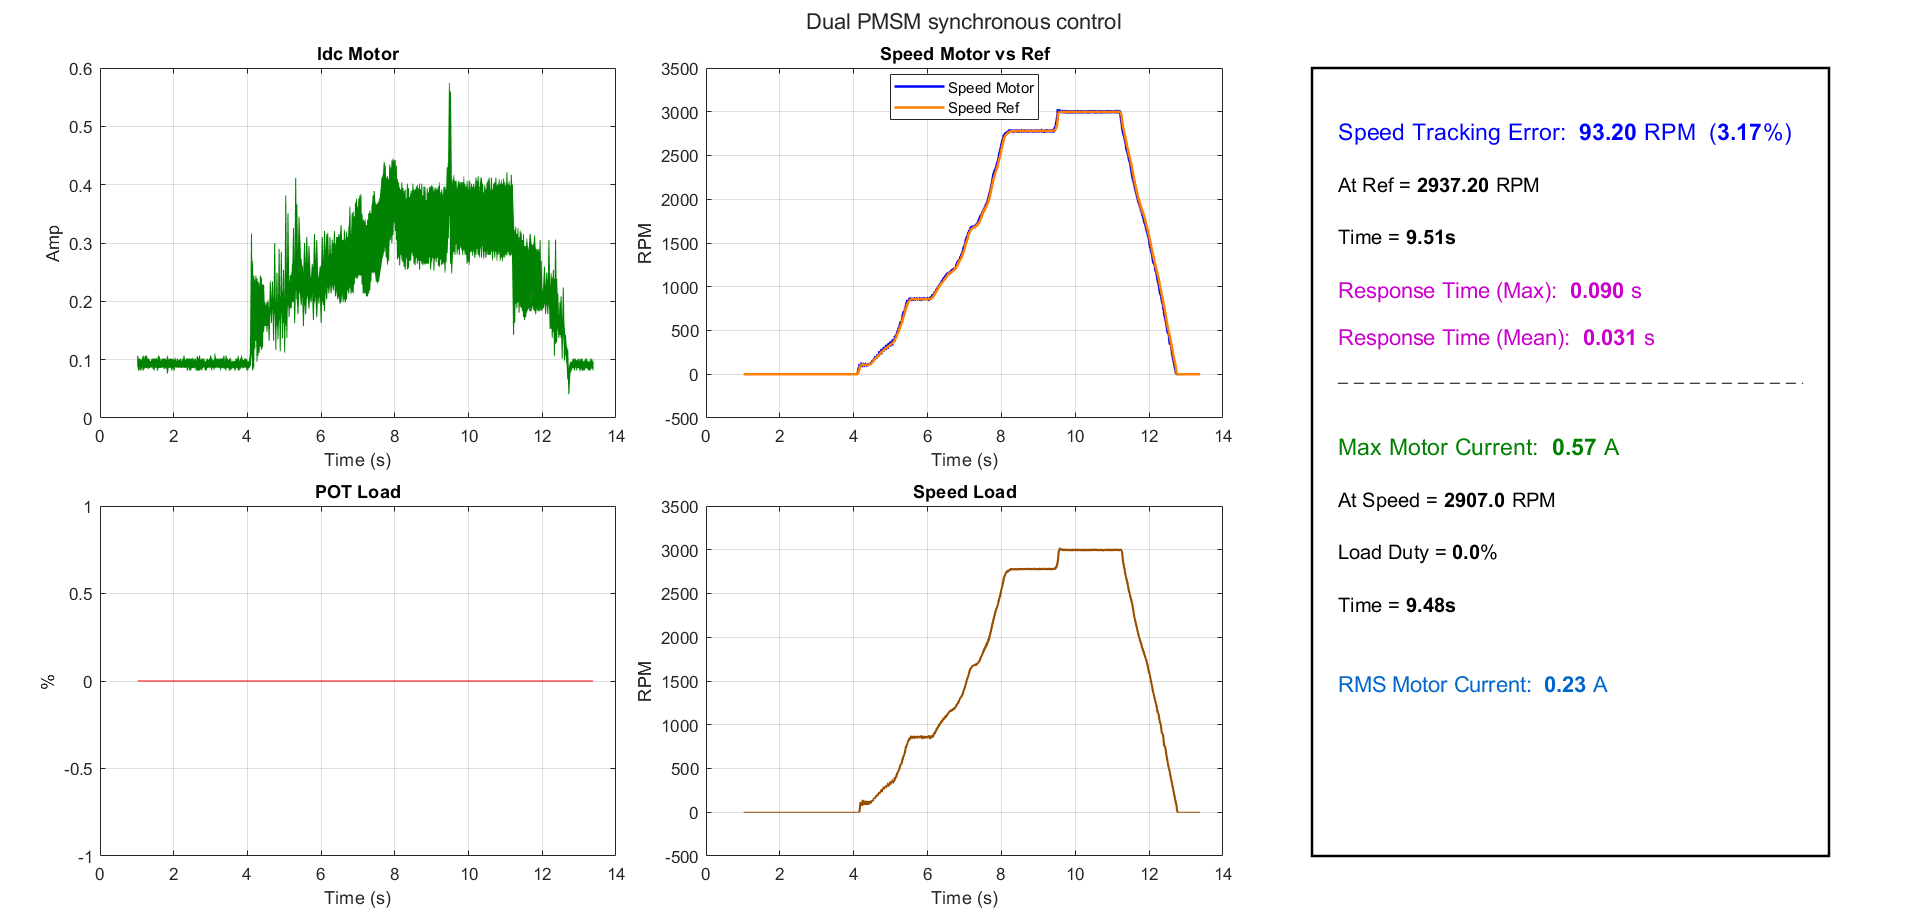 Dual PMSM synchronous control
Idc Motor
0.6
0.5
0.4
0.3
0.2
0.1
0
Amp
0 2 4 6 8 10 12 14
Time (s)
Speed Motor vs Ref
Speed Motor
Speed Ref
3500
3000
2500
2000
1500
1000
500
0
-500
RPM
0 2 4 6 8 10 12 14
Time (s)
POT Load
1
0.5
0
-0.5
-1
%
0 2 4 6 8 10 12 14
Time (s)
Speed Load
3500
3000
2500
2000
1500
1000
500
0
-500
RPM
0 2 4 6 8 10 12 14
Time (s)
Speed Tracking Error: 93.20 RPM (3.17%)
At Ref = 2937.20 RPM
Time = 9.51s
Response Time (Max): 0.090 s
Response Time (Mean): 0.031 s
Max Motor Current: 0.57 A
At Speed = 2907.0 RPM
Load Duty = 0.0%
Time = 9.48s
RMS Motor Current: 0.23 A